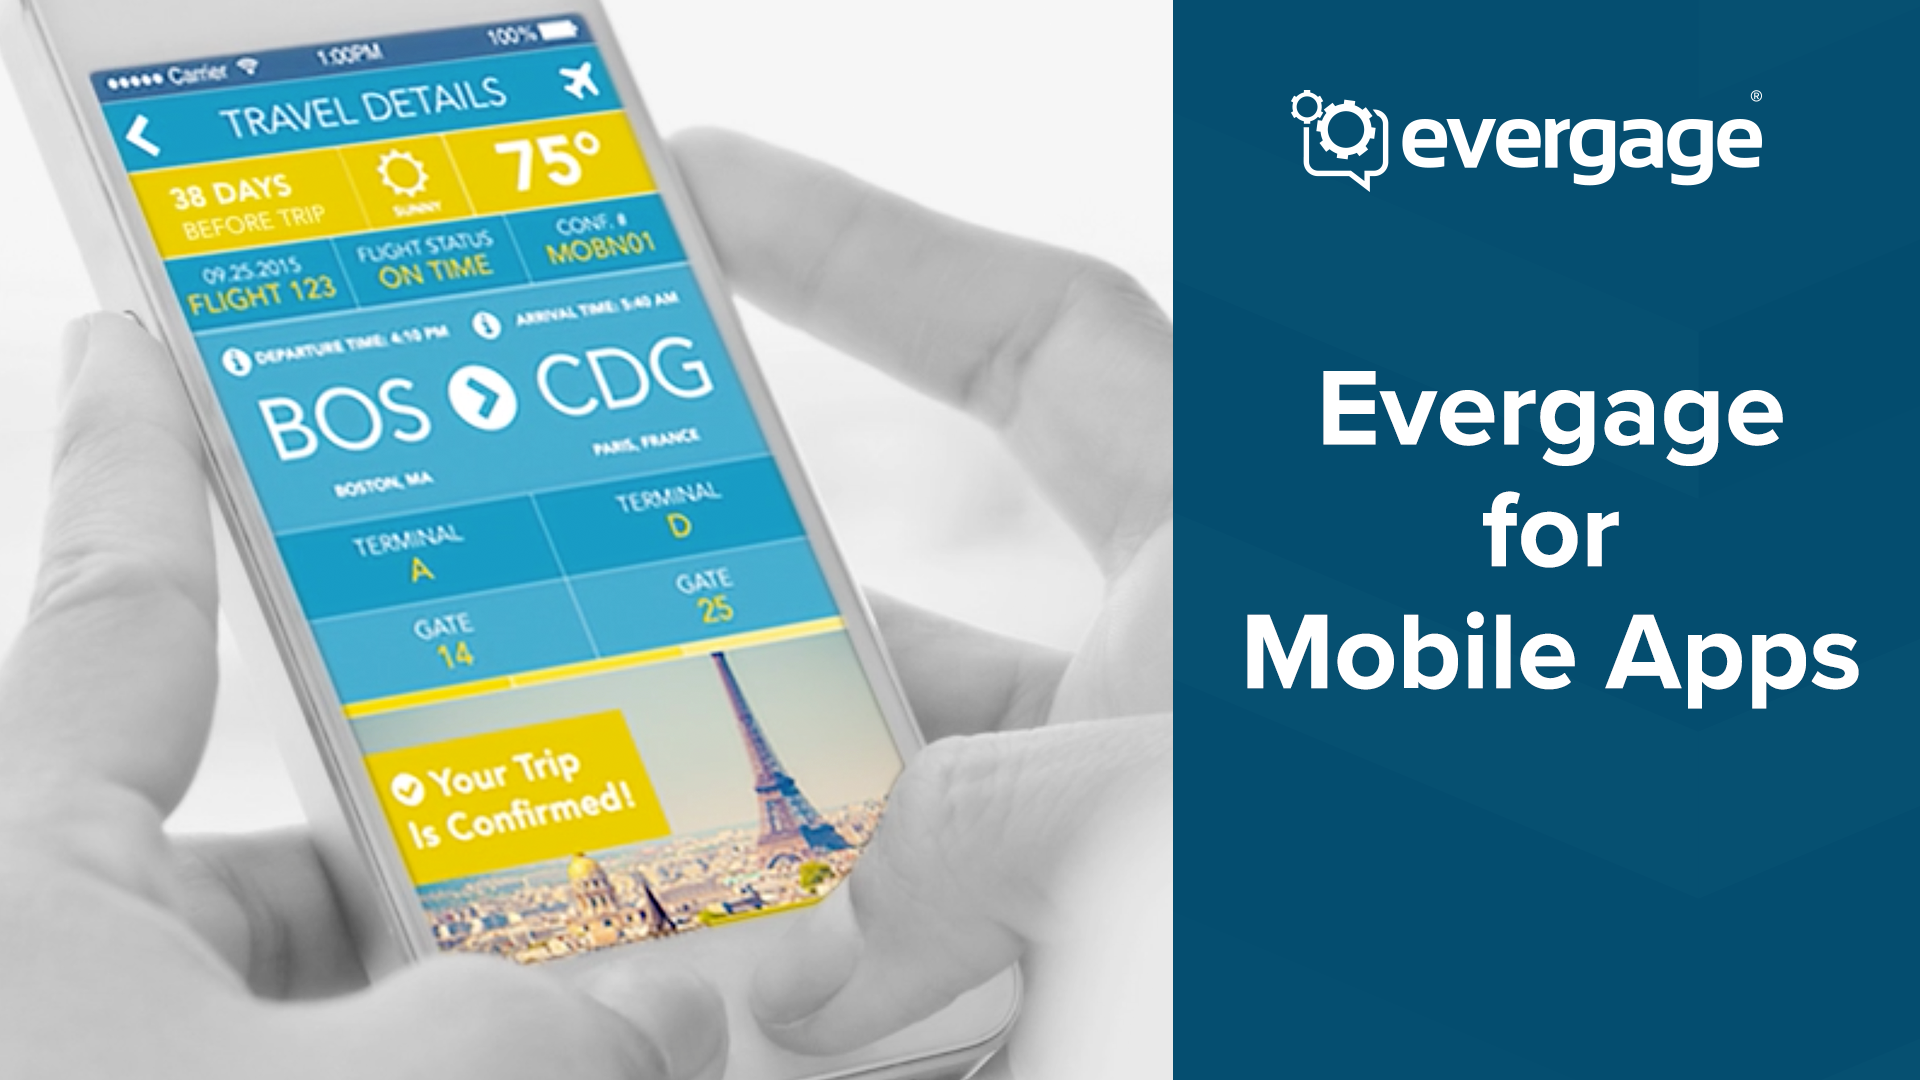 Carrier 1:00PM 100%
TRAVEL DETAILS
38 DAYS
BEFORE TRIP
SUNNY
75°
09.25.2015
FLIGHT 123
FLIGHT STATUS
ON TIME
CONF. #
MOBN01
DEPARTURE TIME: 4:10 PM
ARRIVAL TIME: 5:40 AM
BOS CDG
BOSTON, MA
PARIS, FRANCE
TERMINAL
A
TERMINAL
D
GATE
14
GATE
25
Your Trip
Is Confirmed!
evergage®
Evergage
for
Mobile Apps